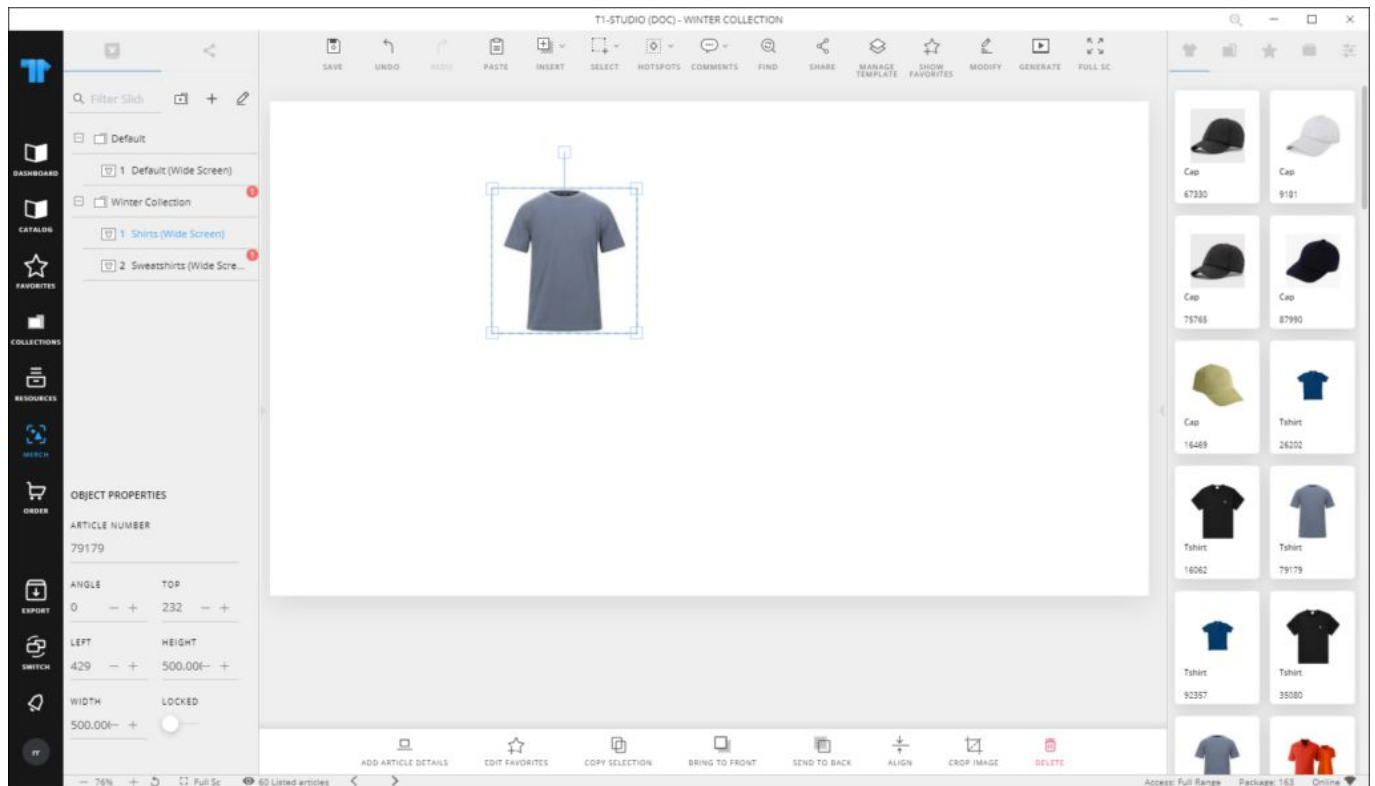 T1-STUDIO (DOC) - WINTER COLLECTION
SAVE
UNDO
REDO
PASTE
INSERT
SELECT
HOTSPOTS
COMMENTS
FIND
SHARE
MANAGE TEMPLATE
SHOW FAVORITES
MODIFY
GENERATE
FULL SC
DASHBOARD
CATALOG
FAVORITES
COLLECTIONS
RESOURCES
MERCH
ORDER
EXPORT
SWITCH
Filter Slid
Default
1 Default (Wide Screen)
1
Winter Collection
1 Shirts (Wide Screen)
1
2 Sweatshirts (Wide Scre...
OBJECT PROPERTIES
ARTICLE NUMBER
79179
ANGLE TOP
0 − + 232 − +
LEFT HEIGHT
429 − + 500.00 − +
WIDTH LOCKED
500.00 − +
Cap
67330
Cap
9181
Cap
75765
Cap
87990
Cap
16469
Tshirt
26202
Tshirt
16062
Tshirt
79179
Tshirt
92357
Tshirt
35080
ADD ARTICLE DETAILS
EDIT FAVORITES
COPY SELECTION
BRING TO FRONT
SEND TO BACK
ALIGN
CROP IMAGE
DELETE
− 76% + Full Sc 60 Listed articles
Access: Full Range Package: 163 Online